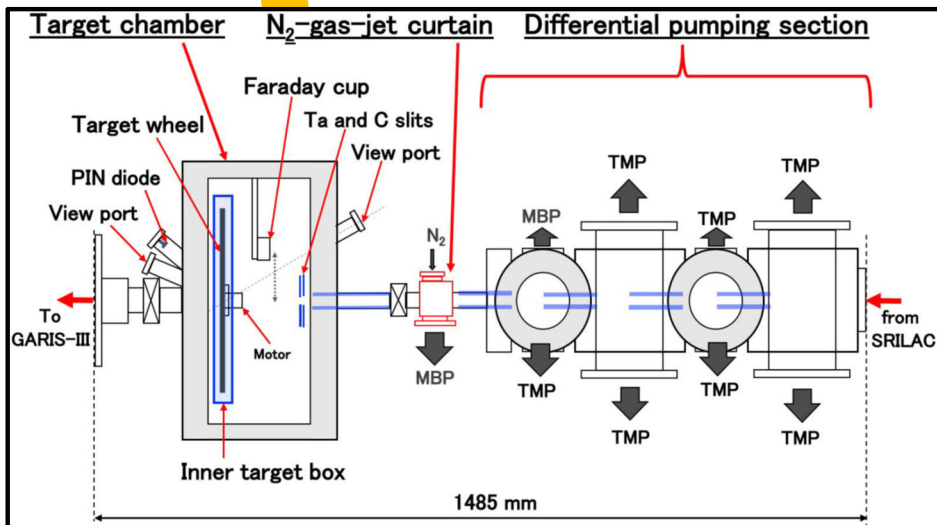 Target chamber
N2-gas-jet curtain
Differential pumping section
Faraday cup
Target wheel
Ta and C slits
View port
PIN diode
View port
TMP
TMP
MBP
TMP
N2
To
GARIS-III
Motor
from
SRILAC
MBP
TMP
TMP
TMP
TMP
Inner target box
1485 mm